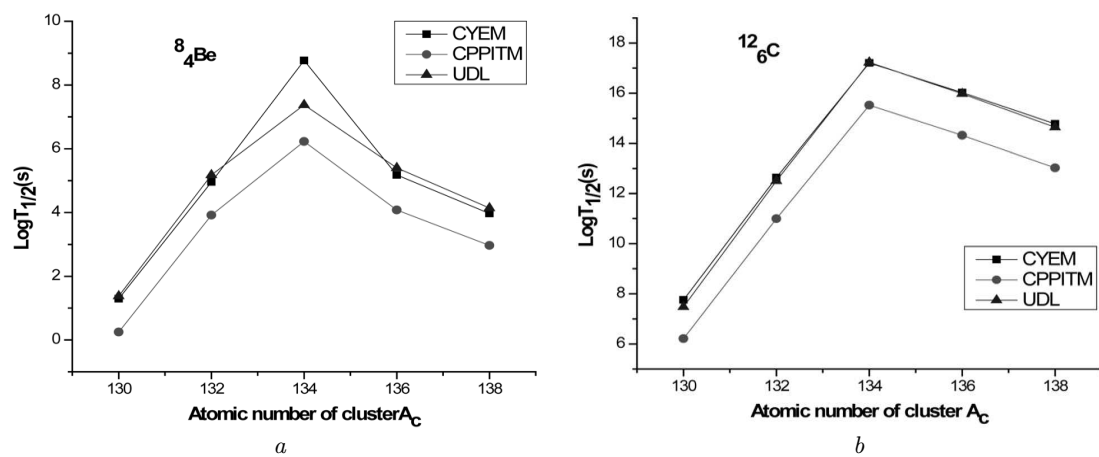 10
8
6
4
2
0
LogT1/2(s)
8 4Be
CYEM
CPPITM
UDL
130 132 134 136 138
Atomic number of clusterAC
a
18
16
14
12
10
8
6
LogT1/2(s)
12 6C
CYEM
CPPITM
UDL
130 132 134 136 138
Atomic number of cluster AC
b